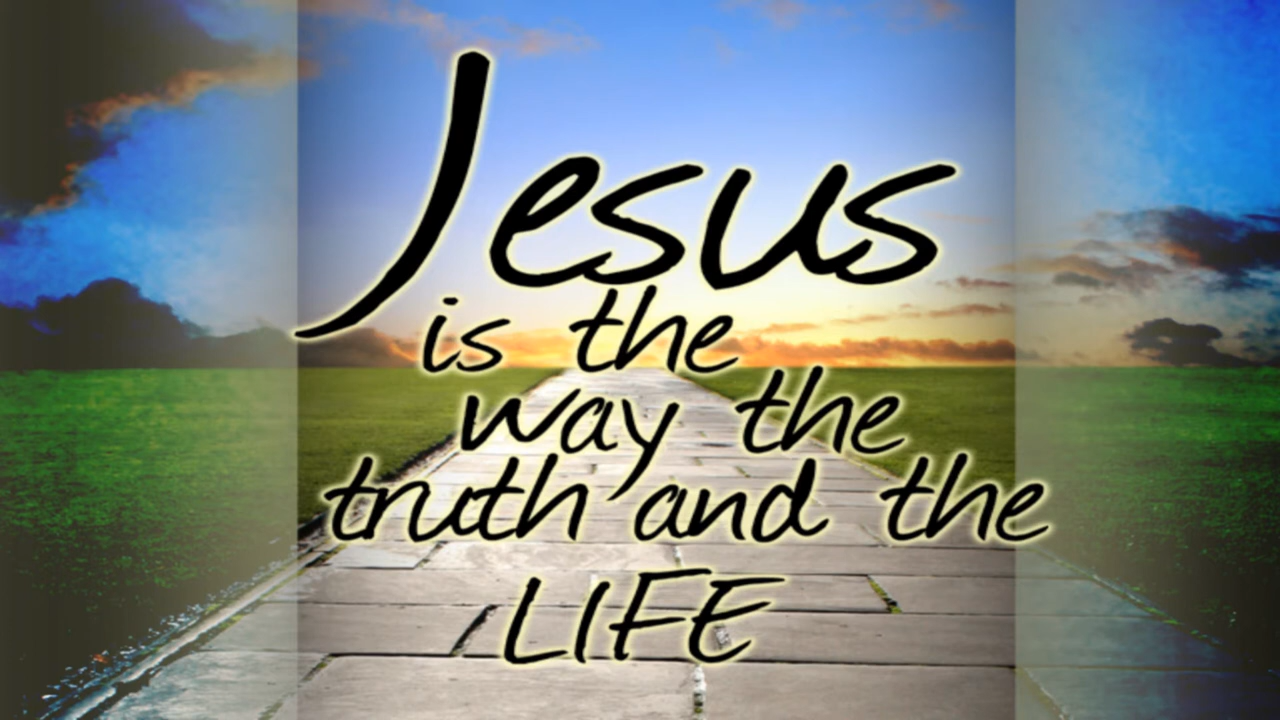 Jesus
is the
way the
truth and the
LIFE